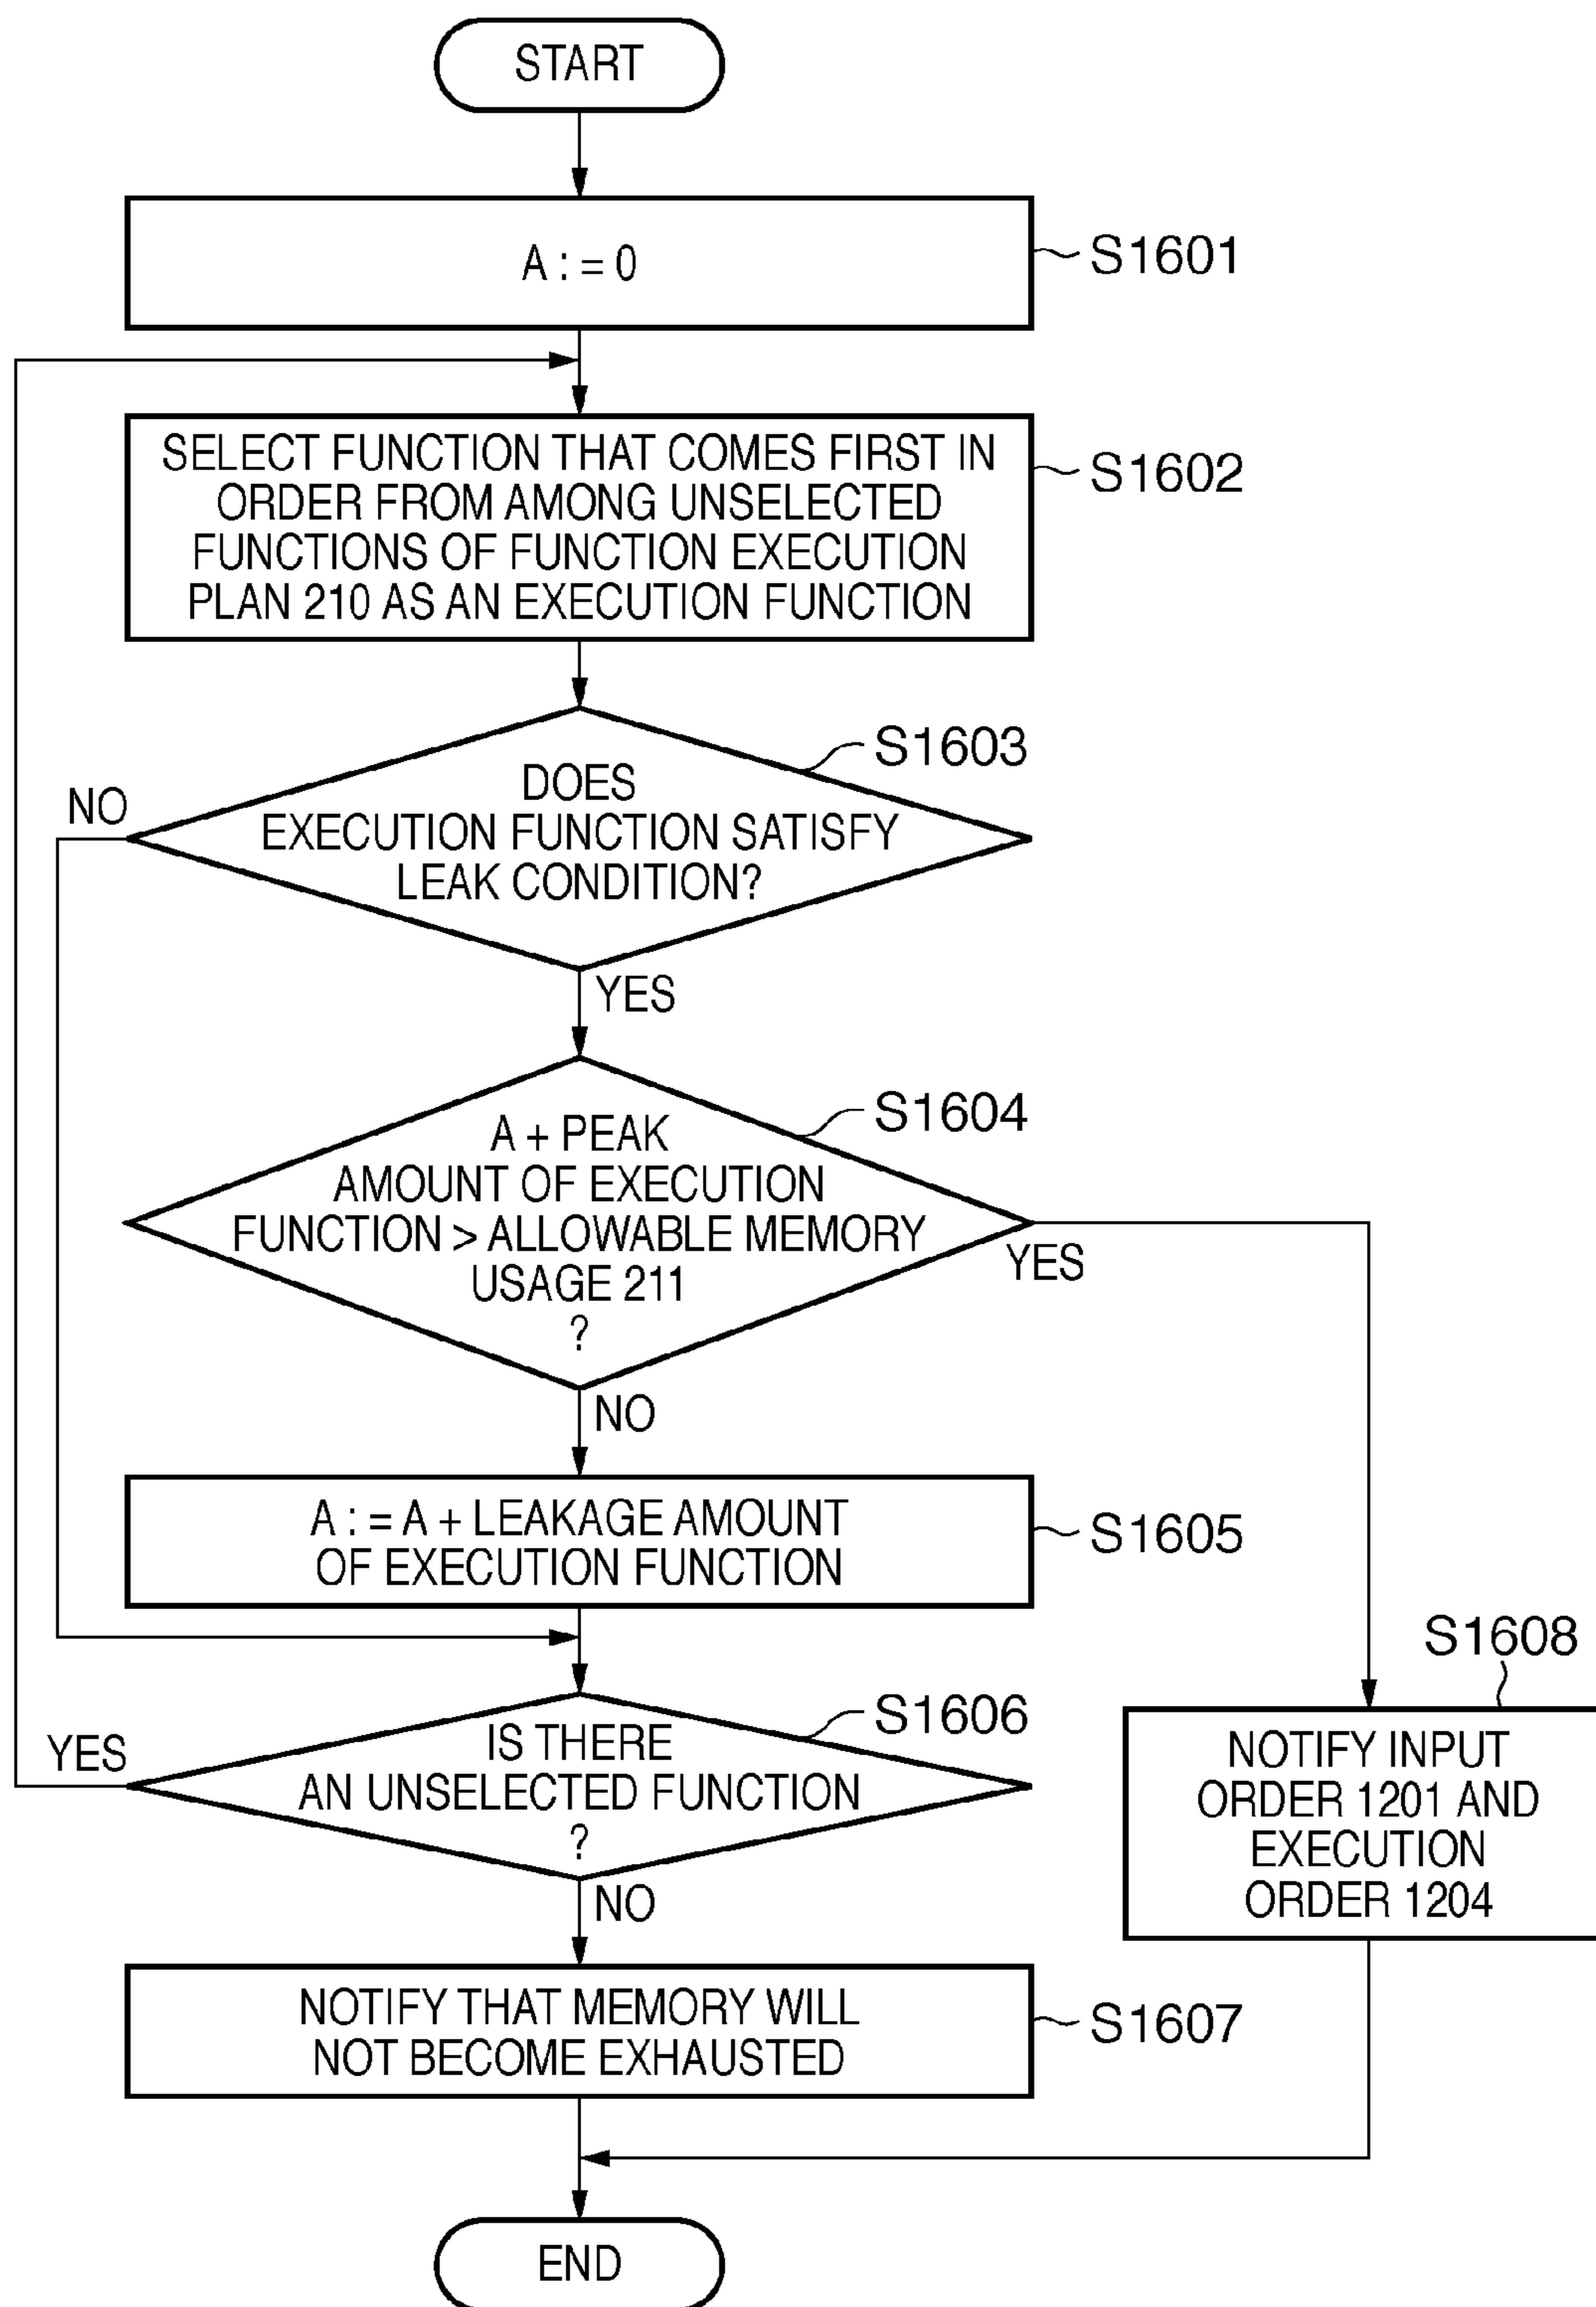 START
A : = 0
S1601
SELECT FUNCTION THAT COMES FIRST IN
ORDER FROM AMONG UNSELECTED
FUNCTIONS OF FUNCTION EXECUTION
PLAN 210 AS AN EXECUTION FUNCTION
S1602
S1603
DOES
EXECUTION FUNCTION SATISFY
LEAK CONDITION?
NO
YES
S1604
A + PEAK
AMOUNT OF EXECUTION
FUNCTION > ALLOWABLE MEMORY
USAGE 211
?
YES
NO
A : = A + LEAKAGE AMOUNT
OF EXECUTION FUNCTION
S1605
S1606
IS THERE
AN UNSELECTED FUNCTION
?
YES
NO
S1608
NOTIFY INPUT
ORDER 1201 AND
EXECUTION
ORDER 1204
NOTIFY THAT MEMORY WILL
NOT BECOME EXHAUSTED
S1607
END